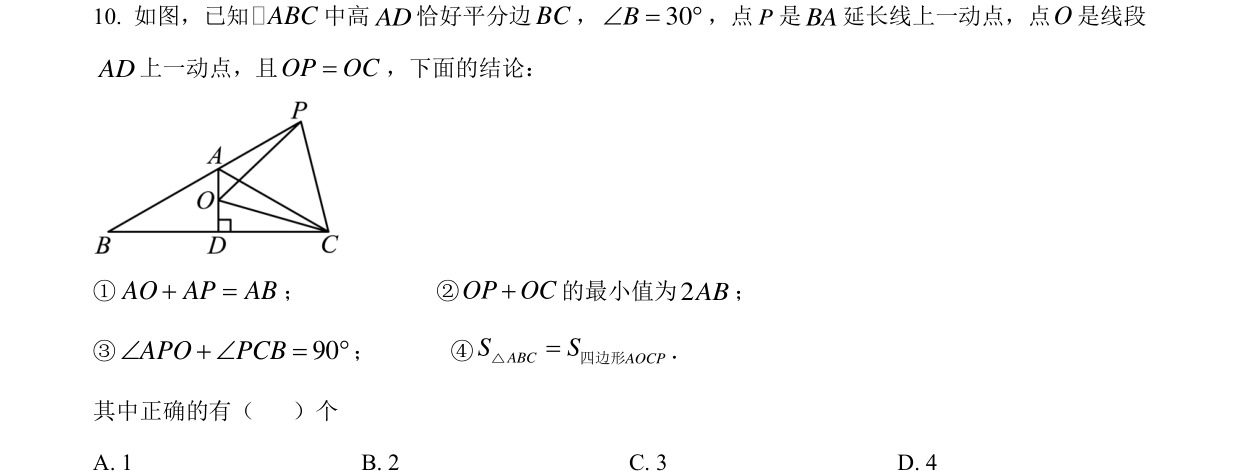 10. 如图，已知□ABC 中高 AD 恰好平分边 BC，∠B = 30°，点 P 是 BA 延长线上一动点，点 O 是线段
AD 上一动点，且 OP = OC，下面的结论：
P
A
O
B D C
① AO + AP = AB； ② OP + OC 的最小值为 2AB；
③ ∠APO + ∠PCB = 90°； ④ S△ABC = S四边形AOCP．
其中正确的有（ ）个
A. 1 B. 2 C. 3 D. 4